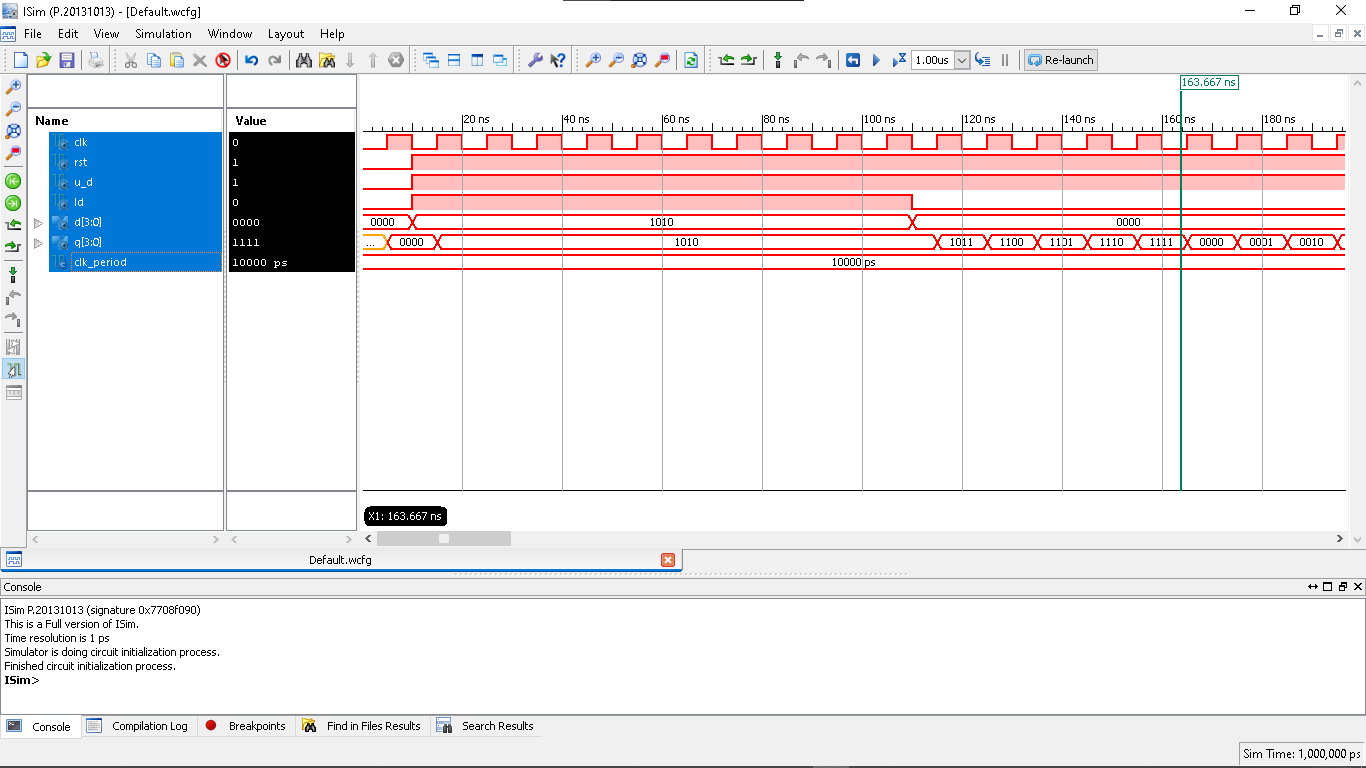 ISim (P.20131013) - [Default.wcfg]
File Edit View Simulation Window Layout Help
1.00us Re-launch
163.667 ns
Name Value
20 ns 40 ns 60 ns 80 ns 100 ns 120 ns 140 ns 160 ns 180 ns
clk 0
rst 1
u_d 1
ld 0
d[3:0] 0000 0000 1010 0000
q[3:0] 1111 ... 0000 1010 1011 1100 1101 1110 1111 0000 0001 0010
clk_period 10000 ps 10000 ps
X1: 163.667 ns
Default.wcfg
Console
ISim P.20131013 (signature 0x7708f090)
This is a Full version of ISim.
Time resolution is 1 ps
Simulator is doing circuit initialization process.
Finished circuit initialization process.
ISim>
Console Compilation Log Breakpoints Find in Files Results Search Results
Sim Time: 1,000,000 ps